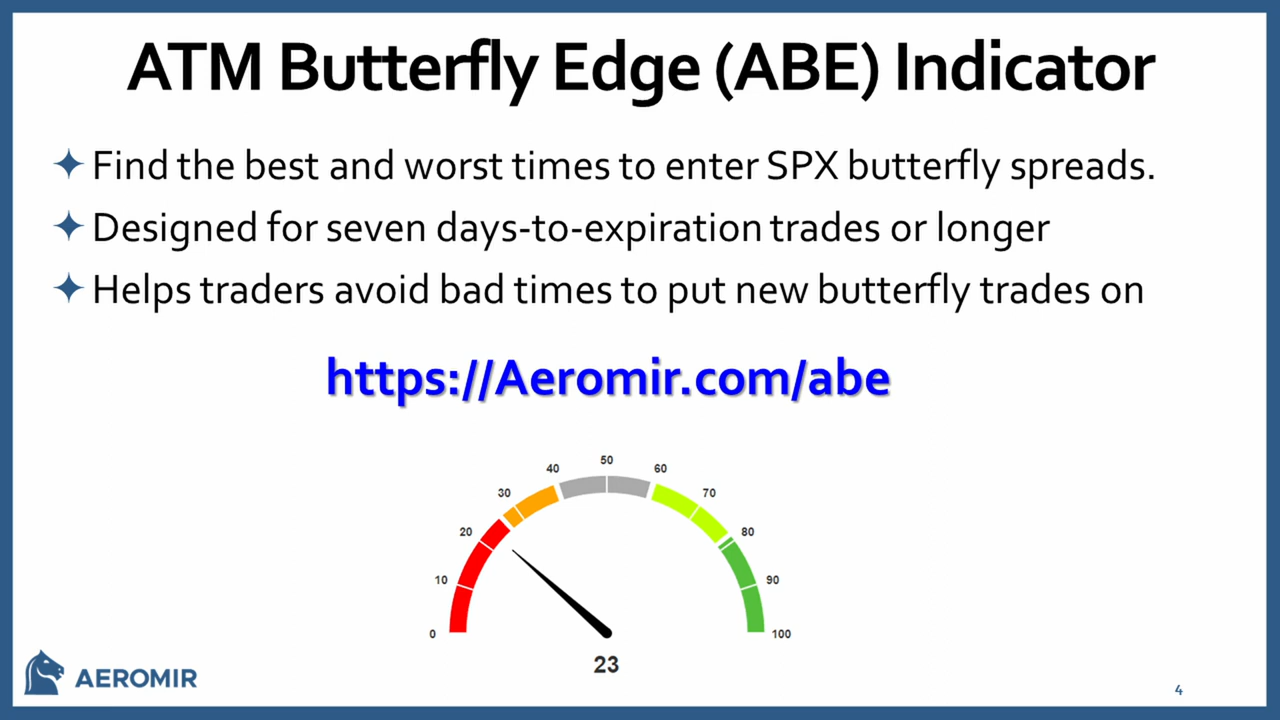 ATM Butterfly Edge (ABE) Indicator
Find the best and worst times to enter SPX butterfly spreads.
Designed for seven days-to-expiration trades or longer
Helps traders avoid bad times to put new butterfly trades on
https://Aeromir.com/abe
0
10
20
30
40
50
60
70
80
90
100
23
AEROMIR
4